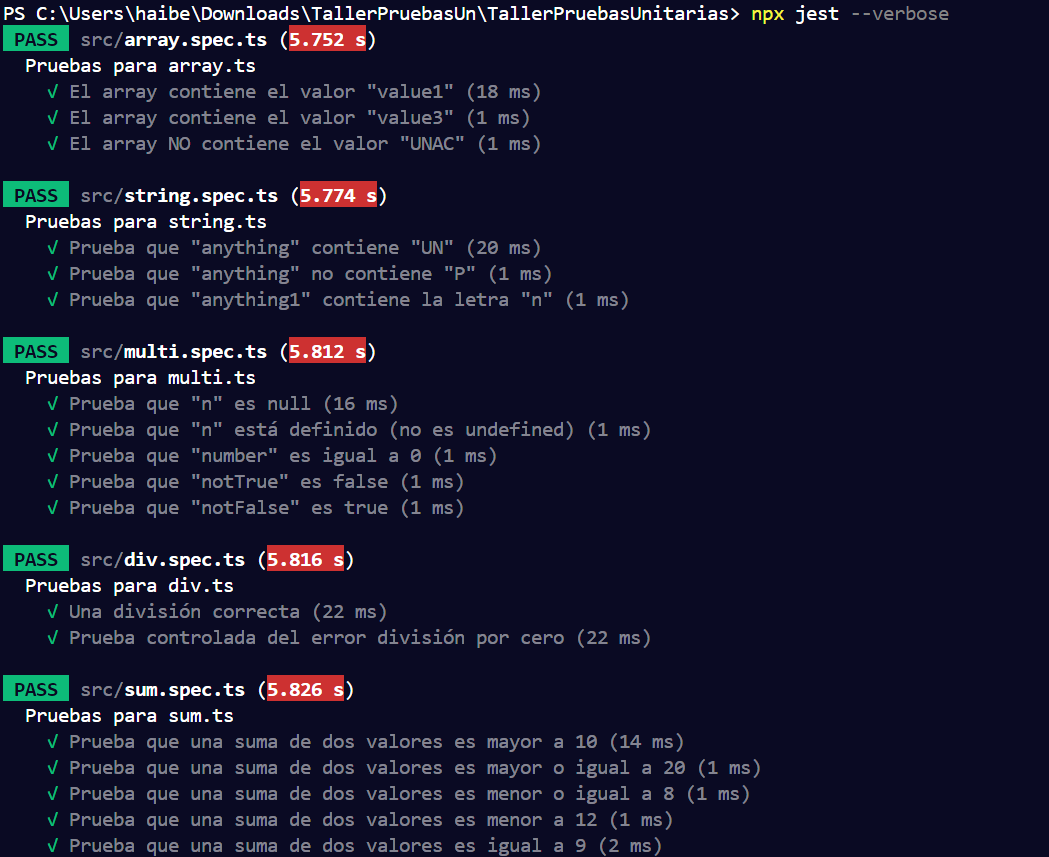 PS C:\Users\haibe\Downloads\TallerPruebasUn\TallerPruebasUnitarias> npx jest --verbose
PASS src/array.spec.ts (5.752 s)
Pruebas para array.ts
√ El array contiene el valor "value1" (18 ms)
√ El array contiene el valor "value3" (1 ms)
√ El array NO contiene el valor "UNAC" (1 ms)
PASS src/string.spec.ts (5.774 s)
Pruebas para string.ts
√ Prueba que "anything" contiene "UN" (20 ms)
√ Prueba que "anything" no contiene "P" (1 ms)
√ Prueba que "anything1" contiene la letra "n" (1 ms)
PASS src/multi.spec.ts (5.812 s)
Pruebas para multi.ts
√ Prueba que "n" es null (16 ms)
√ Prueba que "n" está definido (no es undefined) (1 ms)
√ Prueba que "number" es igual a 0 (1 ms)
√ Prueba que "notTrue" es false (1 ms)
√ Prueba que "notFalse" es true (1 ms)
PASS src/div.spec.ts (5.816 s)
Pruebas para div.ts
√ Una división correcta (22 ms)
√ Prueba controlada del error división por cero (22 ms)
PASS src/sum.spec.ts (5.826 s)
Pruebas para sum.ts
√ Prueba que una suma de dos valores es mayor a 10 (14 ms)
√ Prueba que una suma de dos valores es mayor o igual a 20 (1 ms)
√ Prueba que una suma de dos valores es menor o igual a 8 (1 ms)
√ Prueba que una suma de dos valores es menor a 12 (1 ms)
√ Prueba que una suma de dos valores es igual a 9 (2 ms)